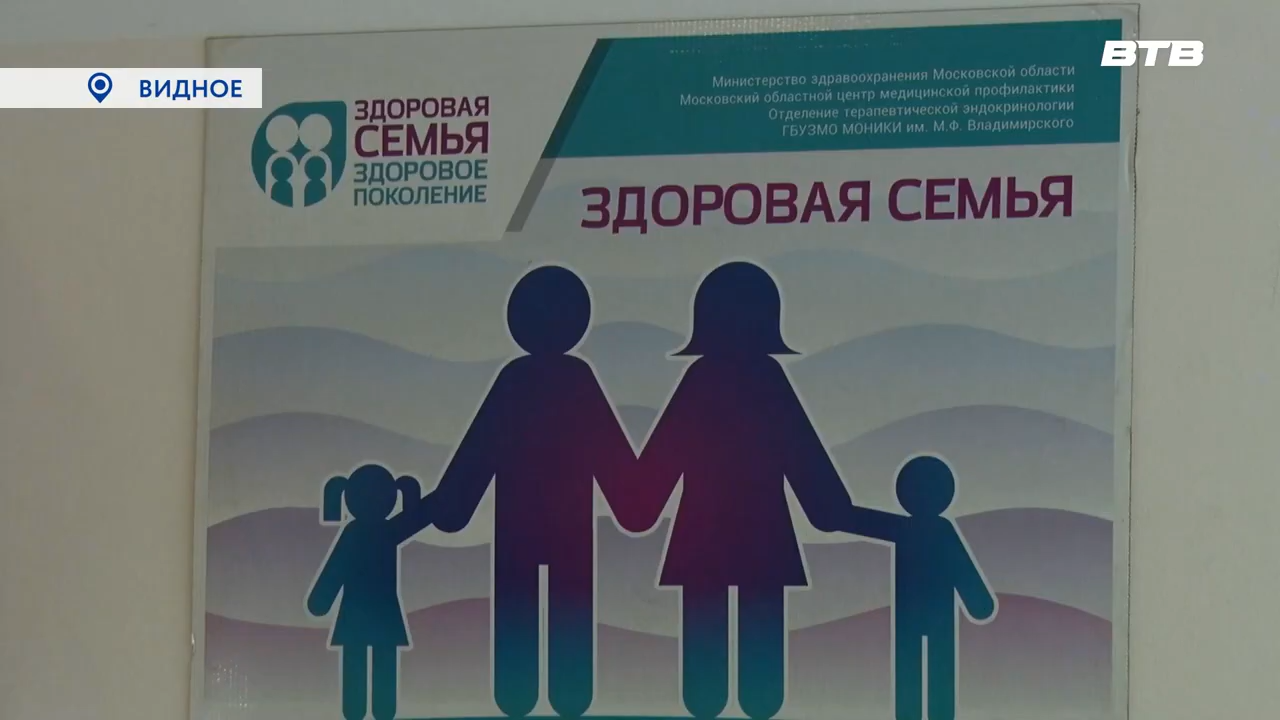 ВИДНОЕ
ВТВ
ЗДОРОВАЯ
СЕМЬЯ
ЗДОРОВОЕ
ПОКОЛЕНИЕ
Министерство здравоохранения Московской области
Московский областной центр медицинской профилактики
Отделение терапевтической эндокринологии
ГБУЗМО МОНИКИ им. М.Ф. Владимирского
ЗДОРОВАЯ СЕМЬЯ